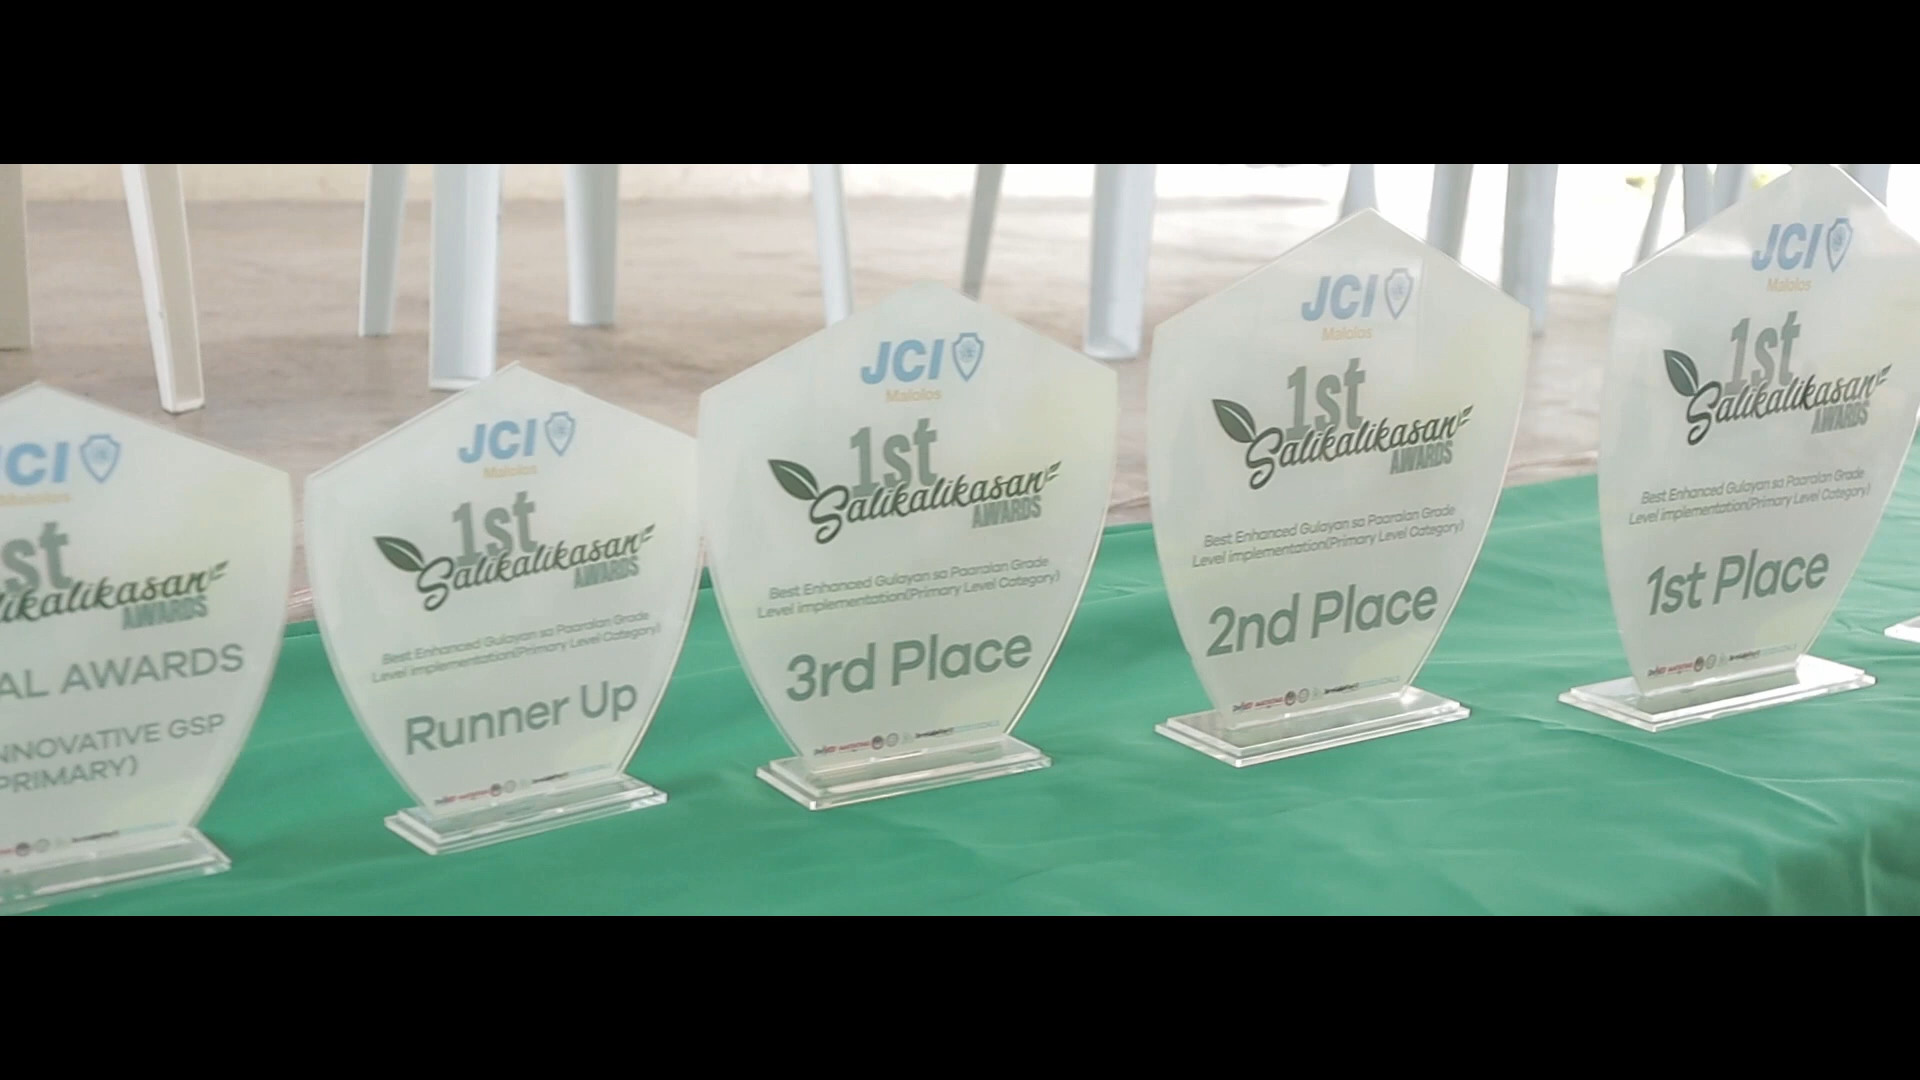 JCI
1st
Salikalikasan
AWARDS
AL AWARDS
NNOVATIVE GSP
PRIMARY)
JCI
Malolos
1st
Salikalikasan
AWARDS
Best Enhanced Gulayan sa Paaralan Grade
Level implementation(Primary Level Category)
Runner Up
JCI
Malolos
1st
Salikalikasan
AWARDS
Best Enhanced Gulayan sa Paaralan Grade
Level implementation(Primary Level Category)
3rd Place
JCI
Malolos
1st
Salikalikasan
AWARDS
Best Enhanced Gulayan sa Paaralan Grade
Level implementation(Primary Level Category)
2nd Place
JCI
Malolos
1st
Salikalikasan
AWARDS
Best Enhanced Gulayan sa Paaralan Grade
Level implementation(Primary Level Category)
1st Place